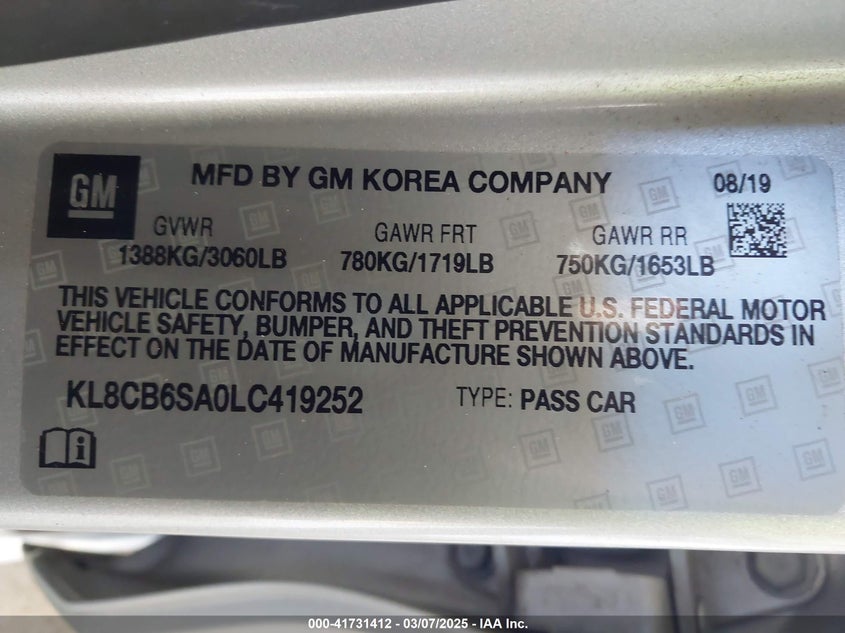 GM
MFD BY GM KOREA COMPANY 08/19
GVWR GAWR FRT GAWR RR
1388KG/3060LB 780KG/1719LB 750KG/1653LB
THIS VEHICLE CONFORMS TO ALL APPLICABLE U.S. FEDERAL MOTOR
VEHICLE SAFETY, BUMPER, AND THEFT PREVENTION STANDARDS IN
EFFECT ON THE DATE OF MANUFACTURE SHOWN ABOVE.
KL8CB6SA0LC419252 TYPE: PASS CAR
000-41731412 — 03/07/2025 — IAA Inc.